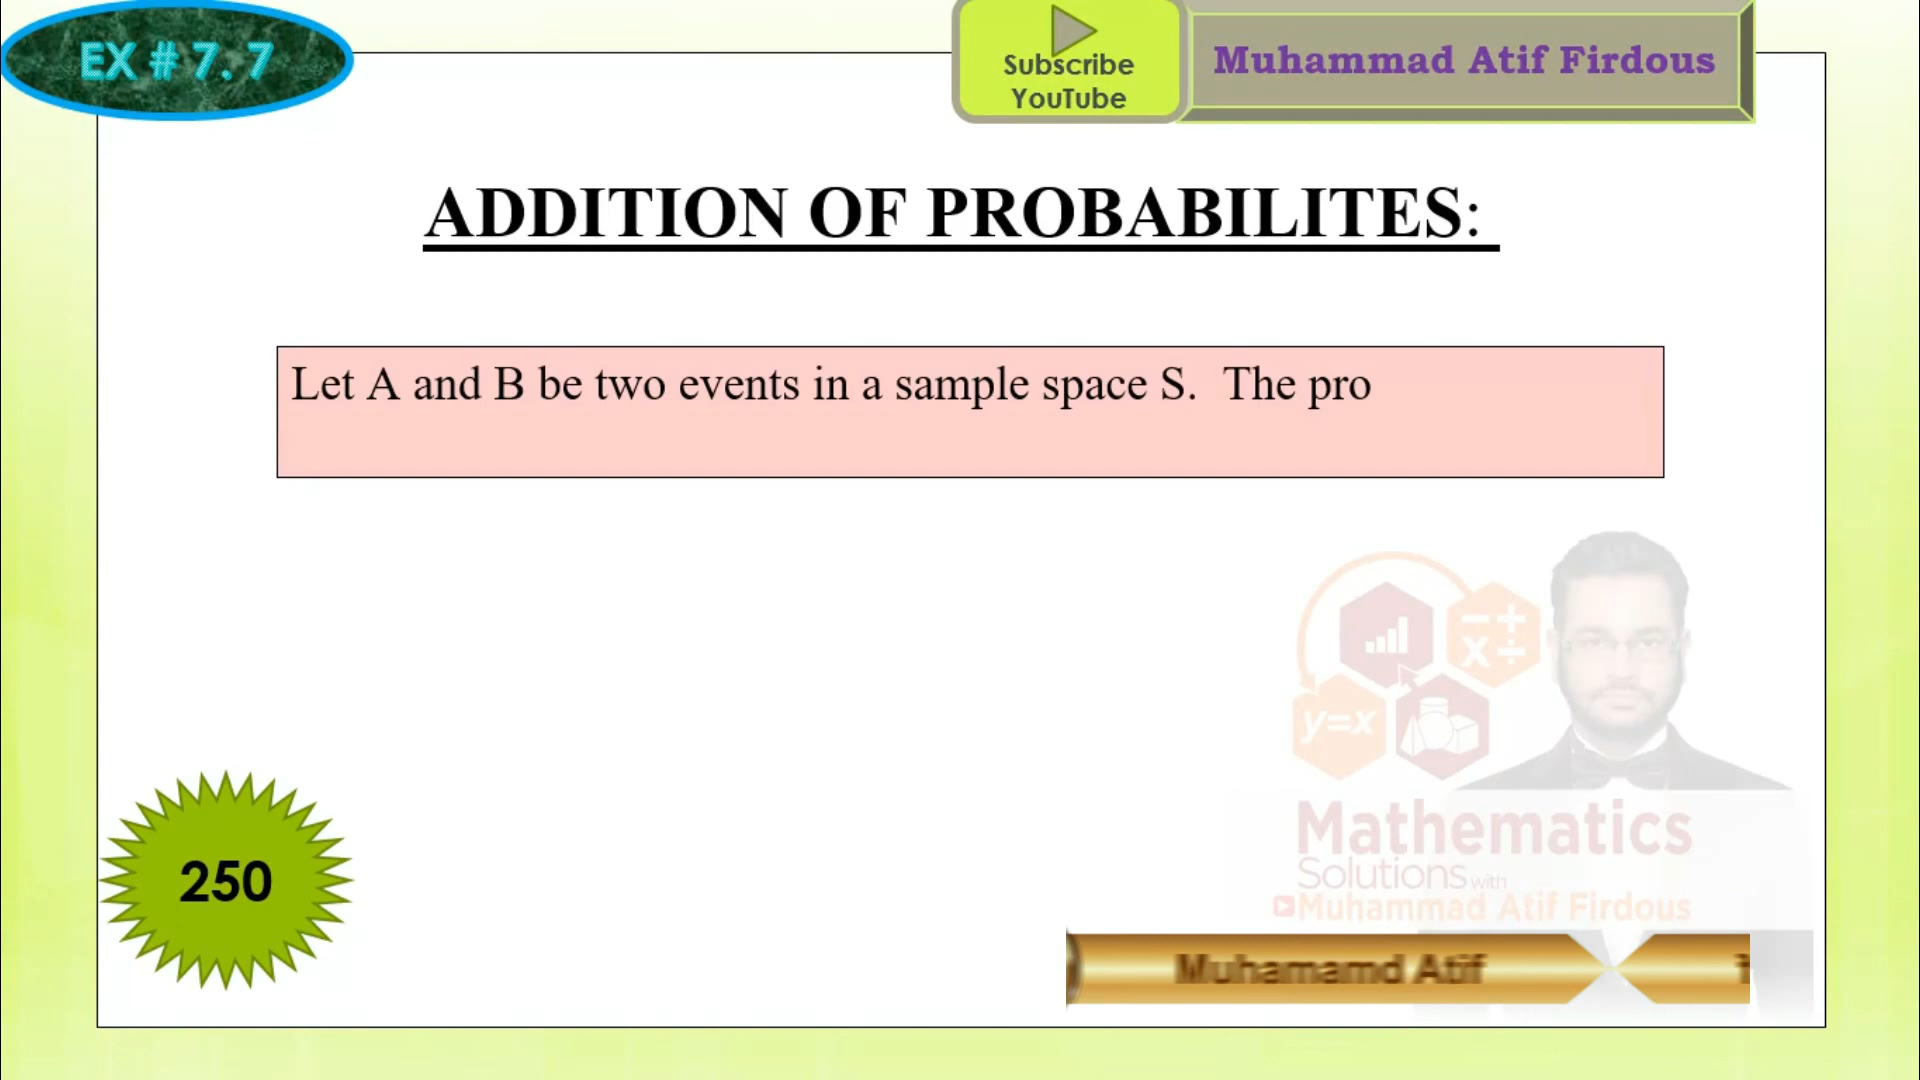 EX # 7.7
Subscribe
YouTube
Muhammad Atif Firdous
ADDITION OF PROBABILITES:
Let A and B be two events in a sample space S. The pro
y=x
Mathematics
Solutions with
Muhammad Atif Firdous
250
Muhamamd Atif